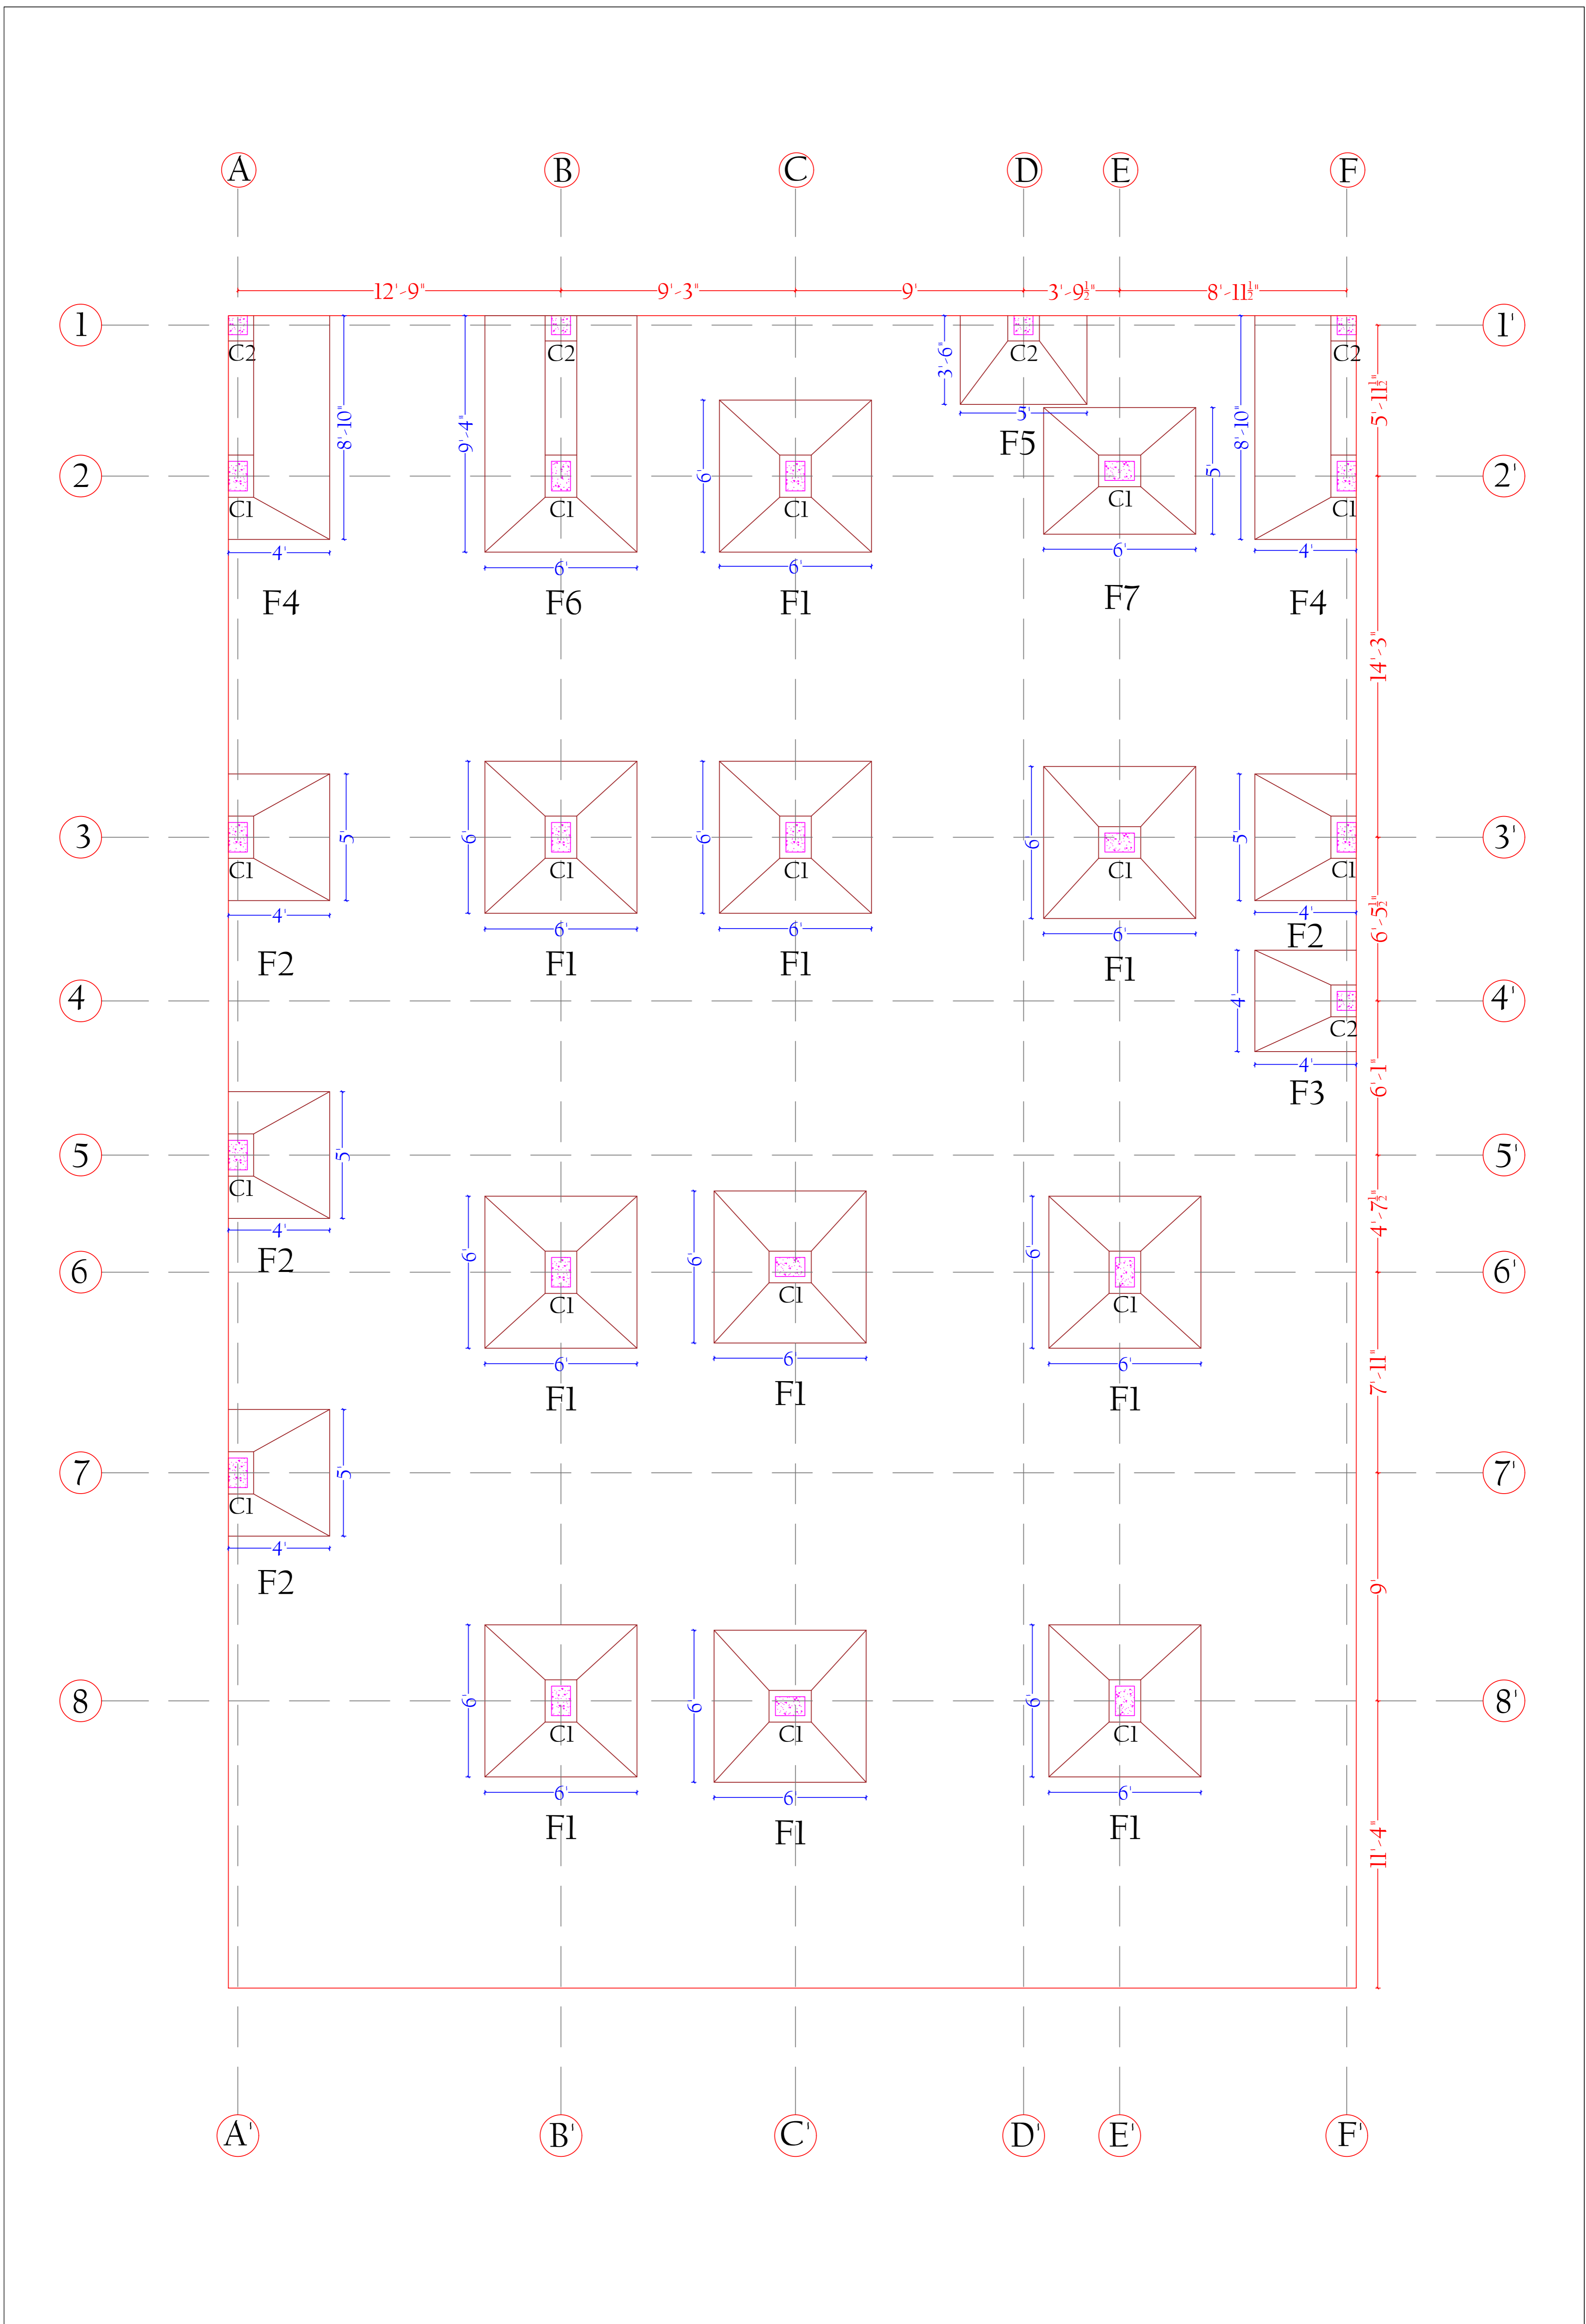 A B C D E F
12'-9" 9'-3" 9' 3'-9½" 8'-11½"
1 1'
C2 C2 C2 C2
3'-6" 5'-11½"
8'-10" 9'-4" 8'-10"
5'
F5
2 6' 5' 2'
C1 C1 C1 C1 C1
4' 6' 6' 6' 4'
F4 F6 F1 F7 F4
14'-3"
3 5' 6' 6' 6' 5' 3'
C1 C1 C1 C1 C1
4' 6' 6' 6' 4'
6'-5½"
F2 F1 F1 F1 F2
4 4' 4'
C2
4'
F3
6'-1"
5 5' 5'
C1
4'
F2
4'-7½"
6 6' 6' 6' 6'
C1 C1 C1
6' 6' 6'
F1 F1 F1
7'-11"
7 5' 7'
C1
4'
F2
9'
8 6' 6' 6' 8'
C1 C1 C1
6' 6' 6'
F1 F1 F1
11'-4"
A' B' C' D' E' F'